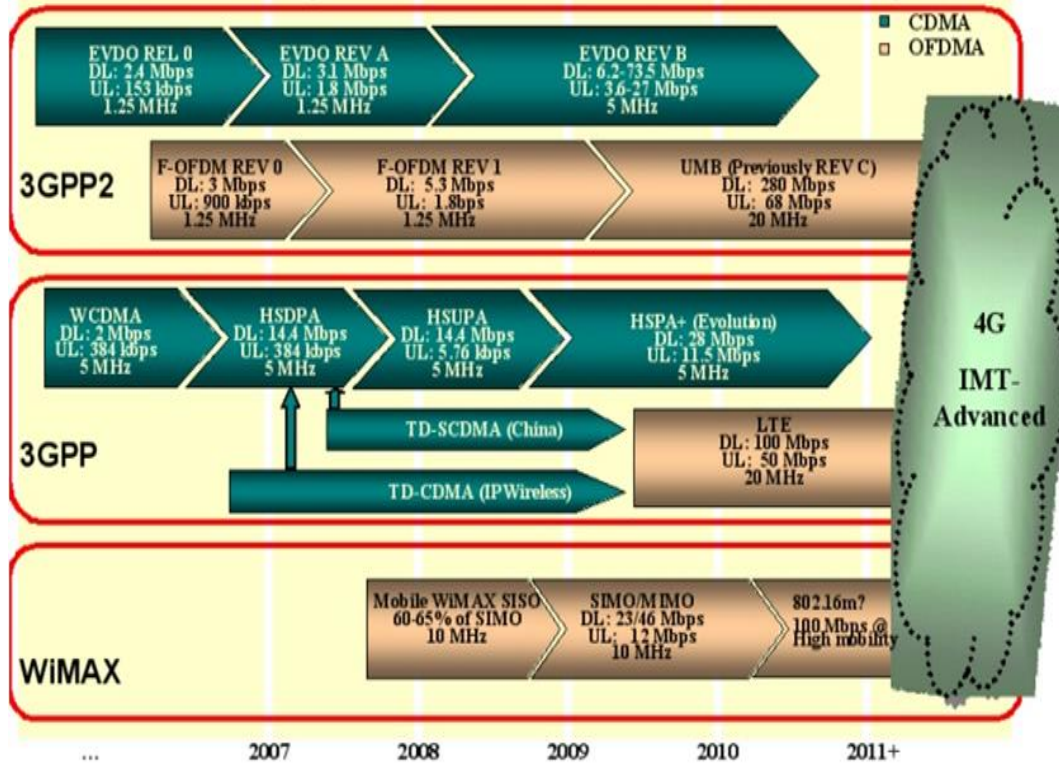 CDMA
OFDMA
EVDO REL 0
DL: 2.4 Mbps
UL: 153 kbps
1.25 MHz
EVDO REV A
DL: 3.1 Mbps
UL: 1.8 Mbps
1.25 MHz
EVDO REV B
DL: 6.2-73.5 Mbps
UL: 3.6-27 Mbps
5 MHz
3GPP2
F-OFDM REV 0
DL: 3 Mbps
UL: 900 kbps
1.25 MHz
F-OFDM REV 1
DL: 5.3 Mbps
UL: 1.8bps
1.25 MHz
UMB (Previously REV C)
DL: 280 Mbps
UL: 68 Mbps
20 MHz
WCDMA
DL: 2 Mbps
UL: 384 kbps
5 MHz
HSDPA
DL: 14.4 Mbps
UL: 384 kbps
5 MHz
HSUPA
DL: 14.4 Mbps
UL: 5.76 kbps
5 MHz
HSPA+ (Evolution)
DL: 28 Mbps
UL: 11.5 Mbps
5 MHz
3GPP
TD-SCDMA (China)
TD-CDMA (IPWireless)
LTE
DL: 100 Mbps
UL: 50 Mbps
20 MHz
4G
IMT-
Advanced
WiMAX
Mobile WiMAX SISO
60-65% of SIMO
10 MHz
SIMO/MIMO
DL: 23/46 Mbps
UL: 12 Mbps
10 MHz
802.16m?
100 Mbps @
High mobility
... 2007 2008 2009 2010 2011+